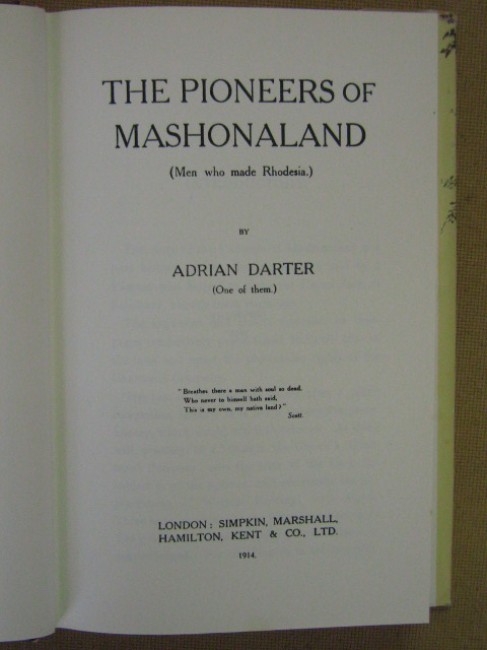 THE PIONEERS OF
MASHONALAND
(Men who made Rhodesia.)
BY
ADRIAN DARTER
(One of them.)
"Breathes there a man with soul so dead,
Who never to himself hath said,
This is my own, my native land?"
Scott.
LONDON: SIMPKIN, MARSHALL,
HAMILTON, KENT & CO., LTD.
1914.